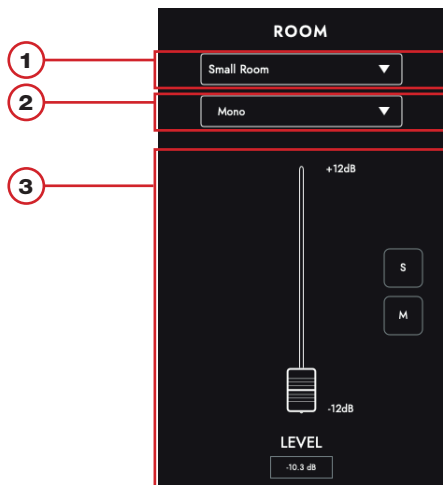 ROOM
1
Small Room
2
Mono
3
+12dB
S
M
-12dB
LEVEL
-10.3 dB